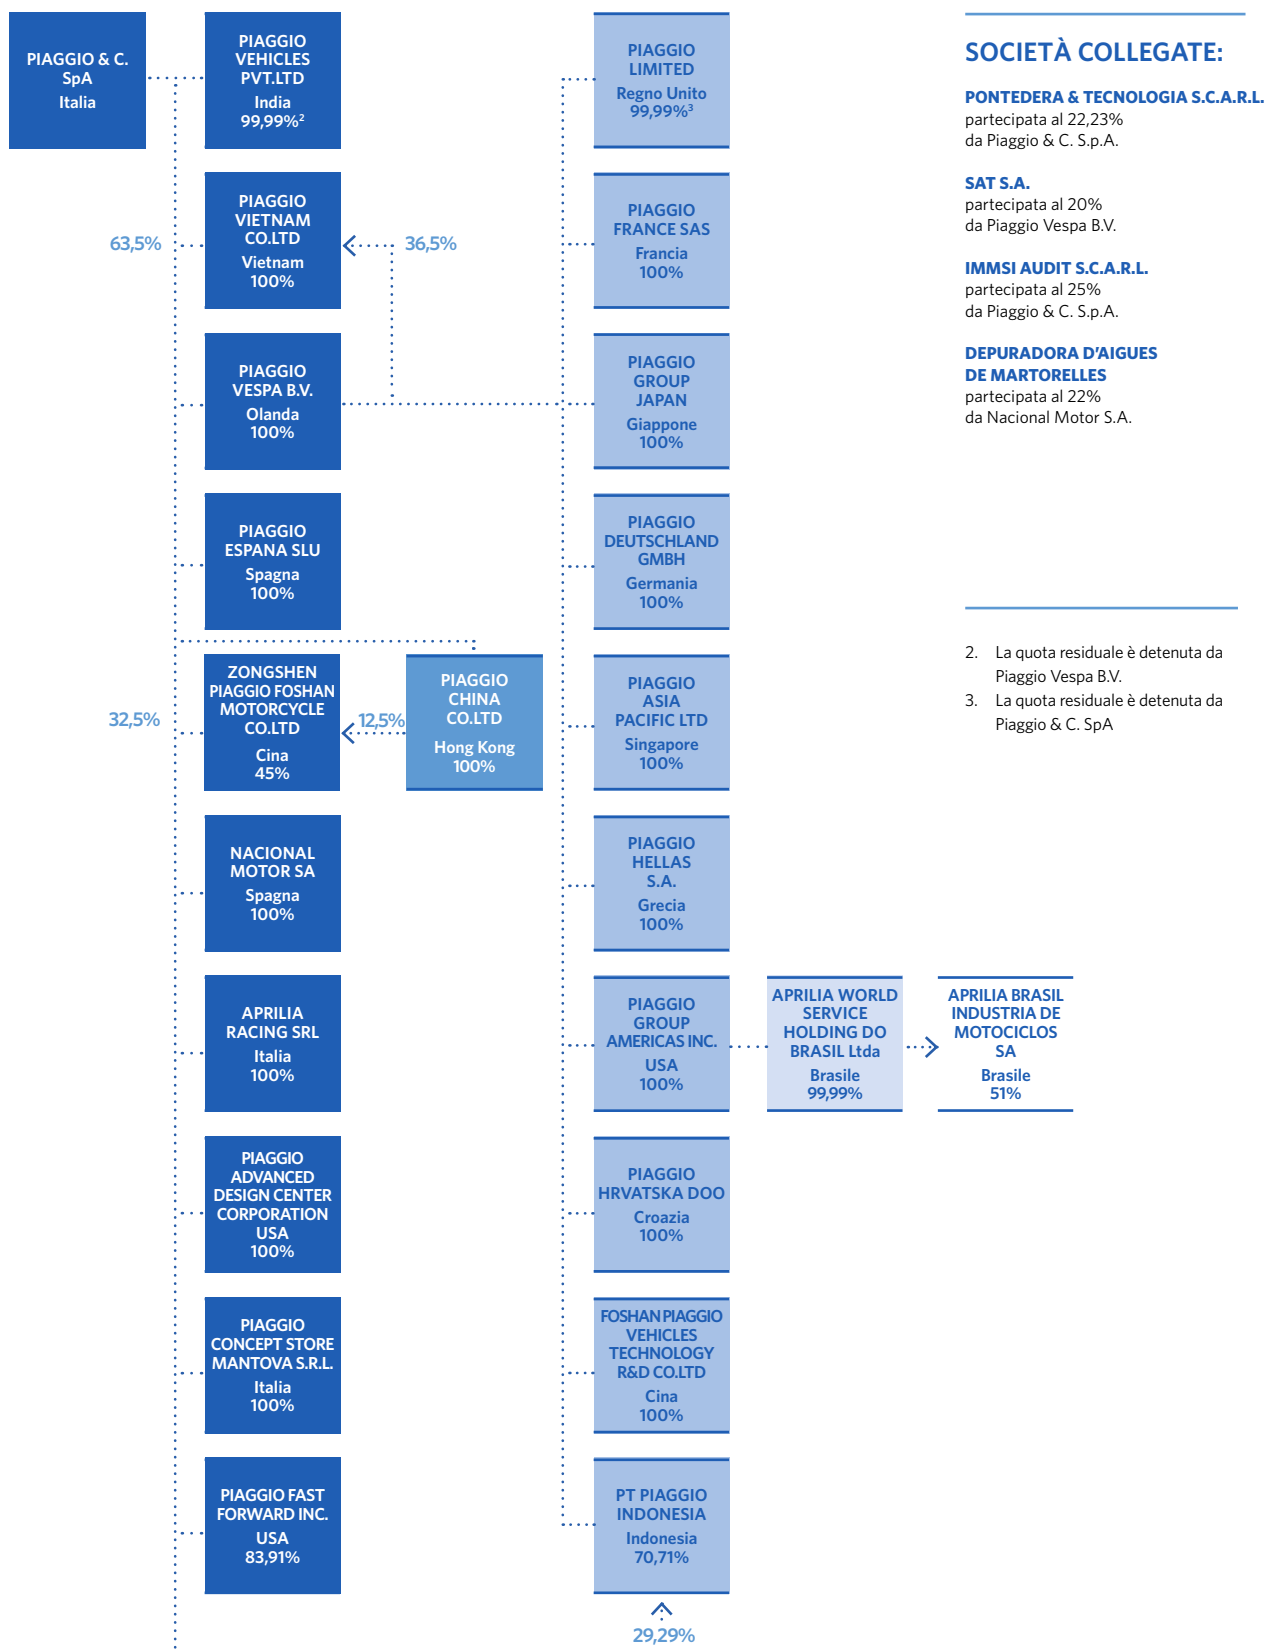 PIAGGIO & C.
SpA
Italia
PIAGGIO
VEHICLES
PVT.LTD
India
99,99%2
63,5%
PIAGGIO
VIETNAM
CO.LTD
Vietnam
100%
36,5%
PIAGGIO
VESPA B.V.
Olanda
100%
PIAGGIO
ESPANA SLU
Spagna
100%
32,5%
ZONGSHEN
PIAGGIO FOSHAN
MOTORCYCLE
CO.LTD
Cina
45%
12,5%
PIAGGIO
CHINA
CO.LTD
Hong Kong
100%
NACIONAL
MOTOR SA
Spagna
100%
APRILIA
RACING SRL
Italia
100%
PIAGGIO
ADVANCED
DESIGN CENTER
CORPORATION
USA
100%
PIAGGIO
CONCEPT STORE
MANTOVA S.R.L.
Italia
100%
PIAGGIO FAST
FORWARD INC.
USA
83,91%
PIAGGIO
LIMITED
Regno Unito
99,99%3
PIAGGIO
FRANCE SAS
Francia
100%
PIAGGIO
GROUP
JAPAN
Giappone
100%
PIAGGIO
DEUTSCHLAND
GMBH
Germania
100%
PIAGGIO
ASIA
PACIFIC LTD
Singapore
100%
PIAGGIO
HELLAS
S.A.
Grecia
100%
PIAGGIO
GROUP
AMERICAS INC.
USA
100%
APRILIA WORLD
SERVICE
HOLDING DO
BRASIL Ltda
Brasile
99,99%
APRILIA BRASIL
INDUSTRIA DE
MOTOCICLOS
SA
Brasile
51%
PIAGGIO
HRVATSKA DOO
Croazia
100%
FOSHAN PIAGGIO
VEHICLES
TECHNOLOGY
R&D CO.LTD
Cina
100%
PT PIAGGIO
INDONESIA
Indonesia
70,71%
29,29%
SOCIETÀ COLLEGATE:
PONTEDERA & TECNOLOGIA S.C.A.R.L.
partecipata al 22,23%
da Piaggio & C. S.p.A.
SAT S.A.
partecipata al 20%
da Piaggio Vespa B.V.
IMMSI AUDIT S.C.A.R.L.
partecipata al 25%
da Piaggio & C. S.p.A.
DEPURADORA D'AIGUES
DE MARTORELLES
partecipata al 22%
da Nacional Motor S.A.
2. La quota residuale è detenuta da
Piaggio Vespa B.V.
3. La quota residuale è detenuta da
Piaggio & C. SpA